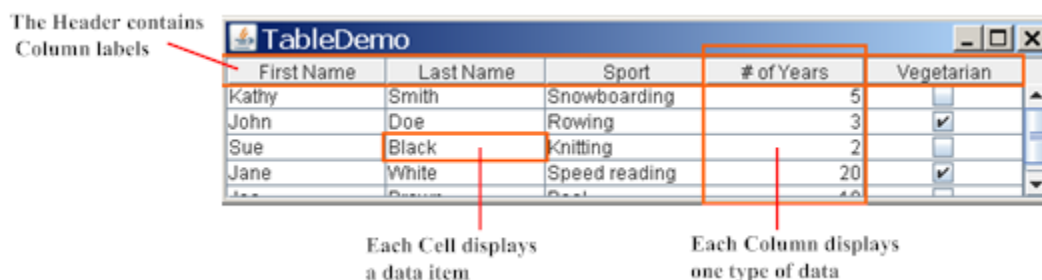 The Header contains
Column labels
TableDemo
First Name Last Name Sport # of Years Vegetarian
Kathy Smith Snowboarding 5
John Doe Rowing 3
Sue Black Knitting 2
Jane White Speed reading 20
Each Cell displays
a data item
Each Column displays
one type of data